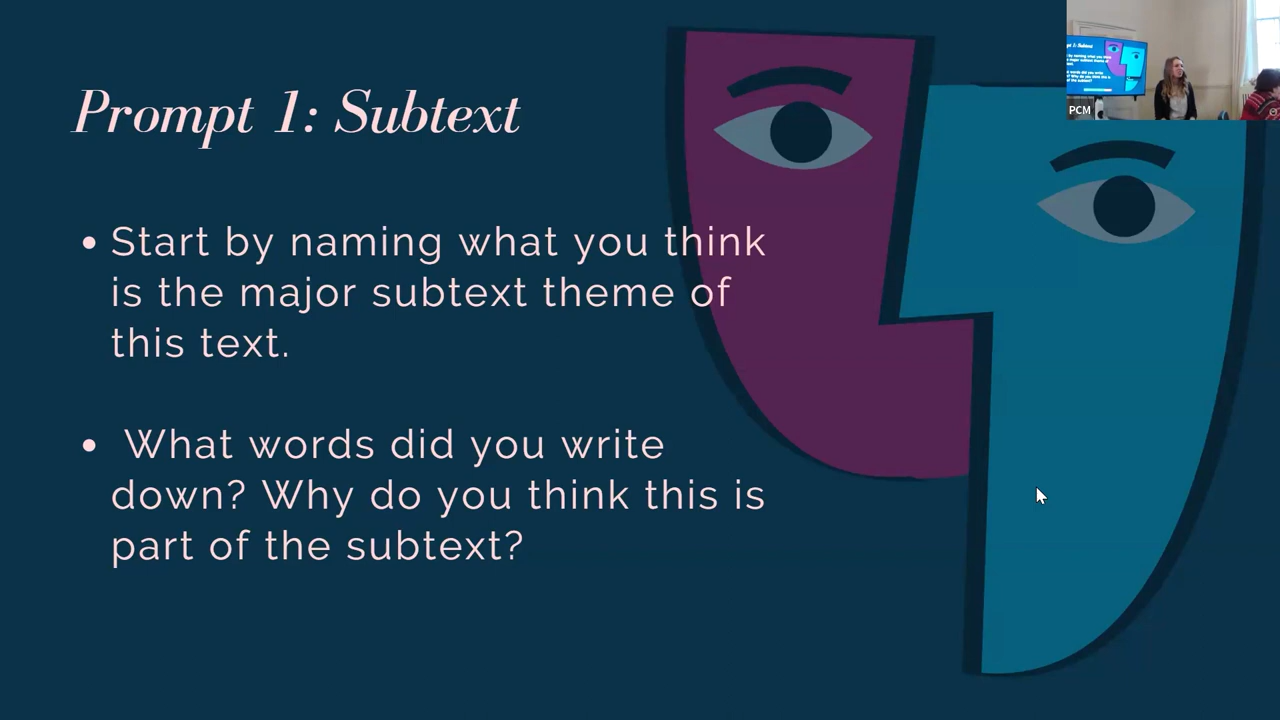 Prompt 1: Subtext
• Start by naming what you think
is the major subtext theme of
this text.
• What words did you write
down? Why do you think this is
part of the subtext?
PCM